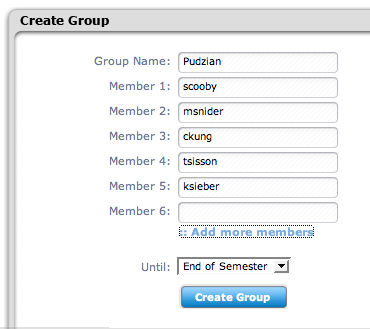 Create Group
Group Name: Pudzian
Member 1: scooby
Member 2: msnider
Member 3: ckung
Member 4: tsisson
Member 5: ksieber
Member 6:
:: Add more members
Until: End of Semester
Create Group